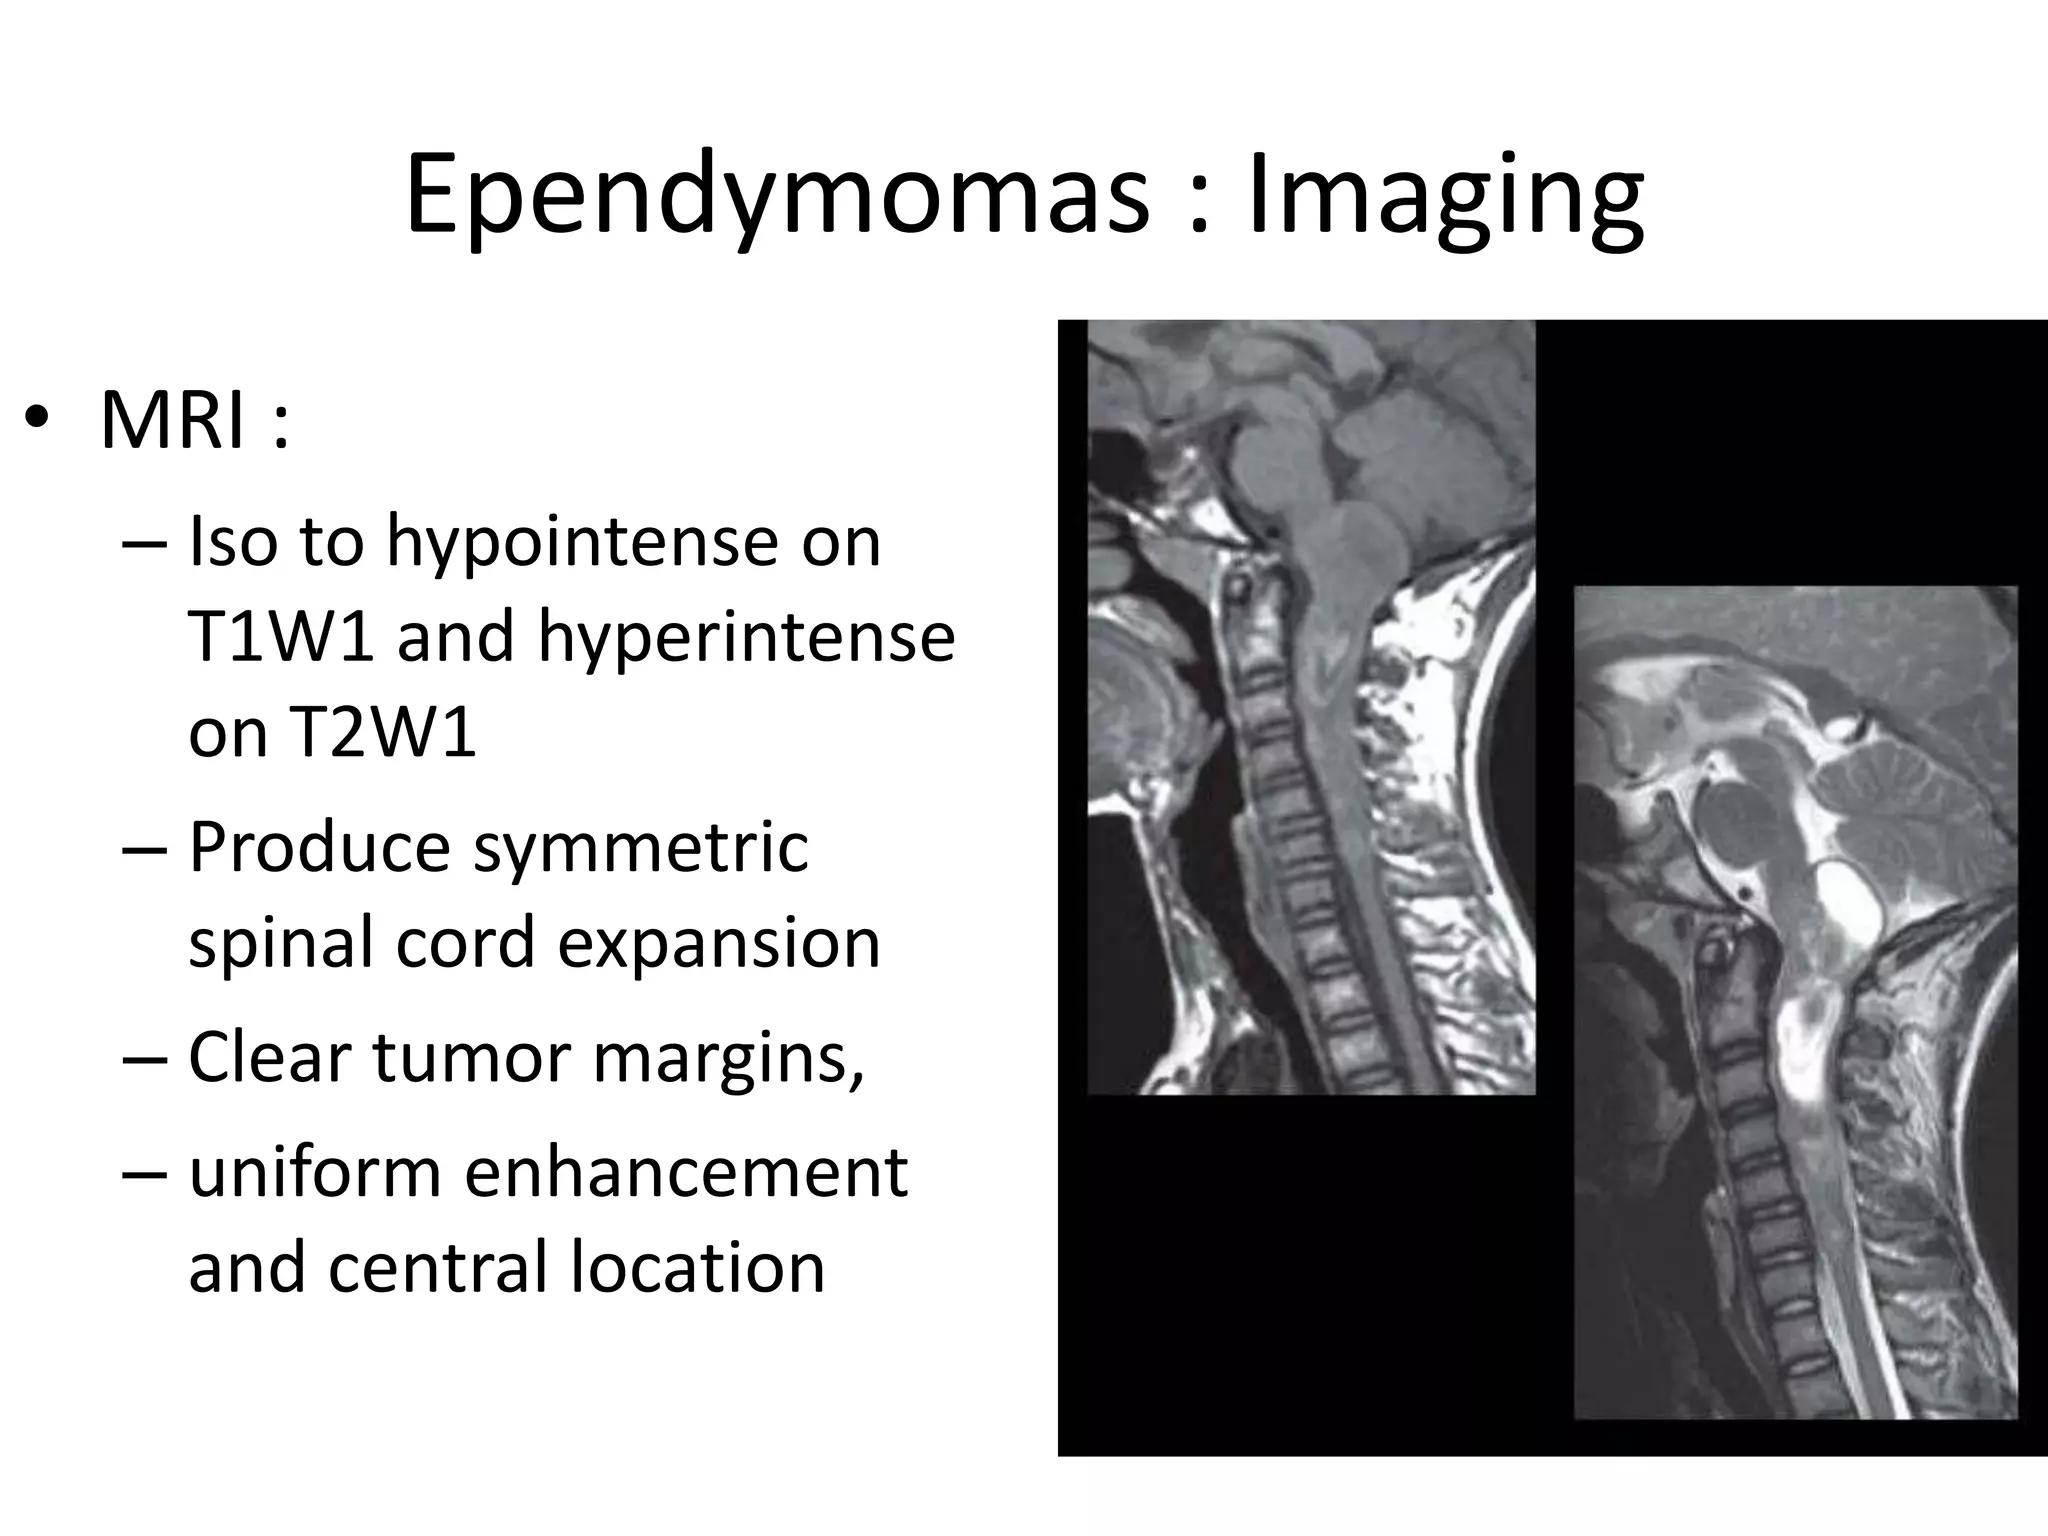 Ependymomas : Imaging
• MRI :
– Iso to hypointense on
T1W1 and hyperintense
on T2W1
– Produce symmetric
spinal cord expansion
– Clear tumor margins,
– uniform enhancement
and central location